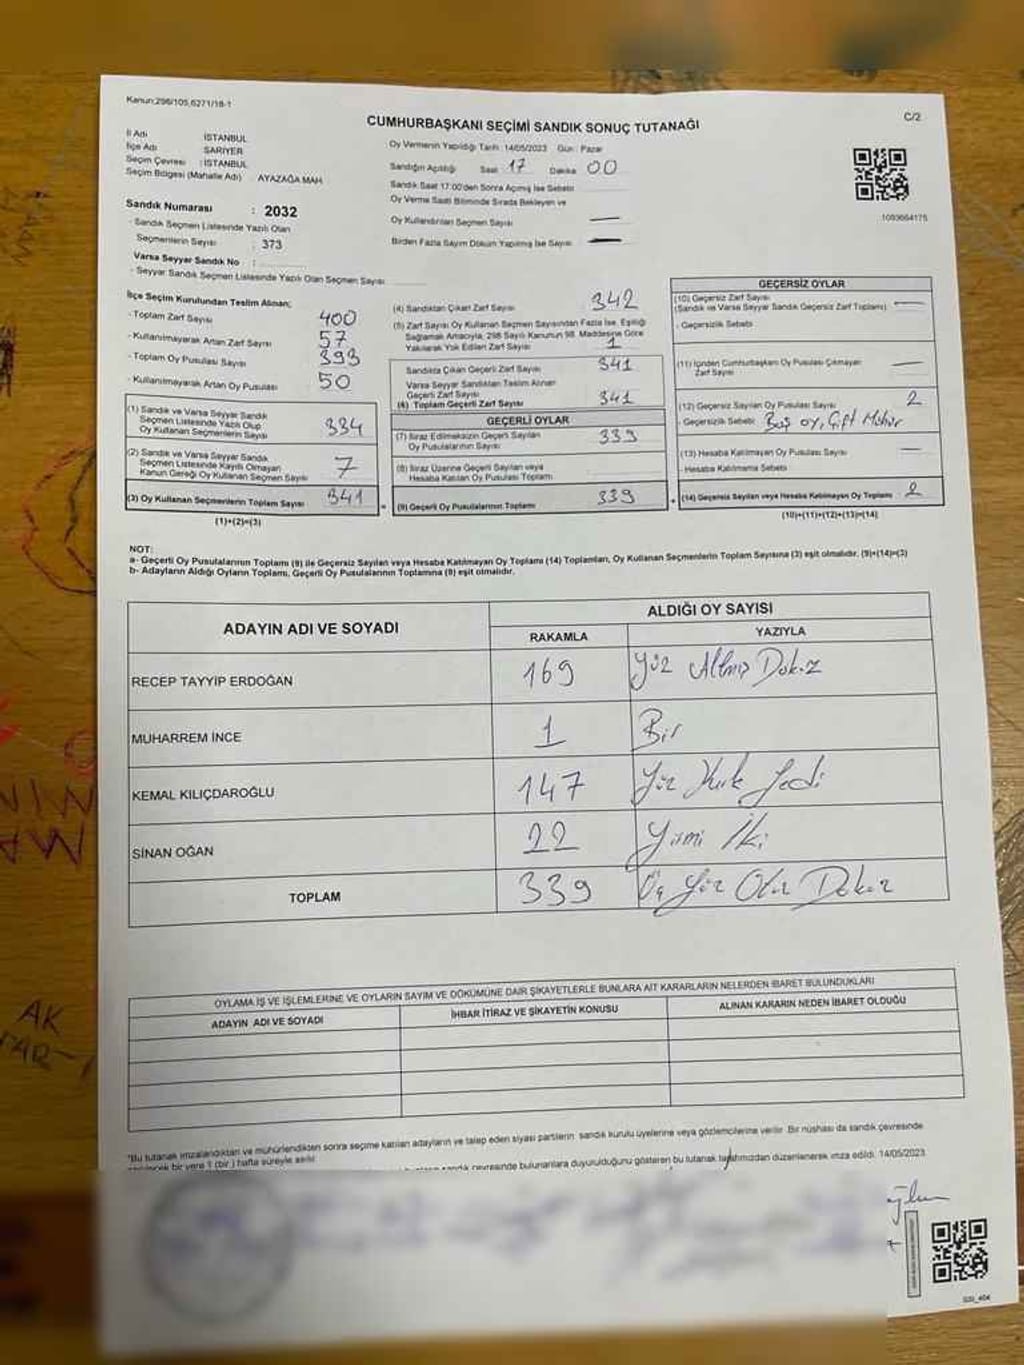 Kanun:298/105,6271/18-1
C/2
CUMHURBAŞKANI SEÇİMİ SANDIK SONUÇ TUTANAĞI
İl Adı : İSTANBUL
İlçe Adı : SARIYER
Seçim Çevresi : İSTANBUL
Seçim Bölgesi (Mahalle Adı) : AYAZAĞA MAH.
Sandık Numarası : 2032
- Sandık Seçmen Listesinde Yazılı Olan
Seçmenlerin Sayısı : 373
Varsa Seyyar Sandık No :
- Seyyar Sandık Seçmen Listesinde Yazılı Olan Seçmen Sayısı
Oy Vermenin Yapıldığı Tarih : 14/05/2023 Gün : Pazar
Sandığın Açıldığı Saat 17 Dakika 00
Sandık Saat 17:00'den Sonra Açılmış İse Sebebi
Oy Verme Saati Bitiminde Sırada Bekleyen ve
Oy Kullandırılan Seçmen Sayısı —
Birden Fazla Sayım Döküm Yapılmış İse Sayısı —
1093664175
İlçe Seçim Kurulundan Teslim Alınan;
- Toplam Zarf Sayısı 400
- Kullanılmayarak Artan Zarf Sayısı 57
- Toplam Oy Pusulası Sayısı 393
- Kullanılmayarak Artan Oy Pusulası 50
(1) Sandık ve Varsa Seyyar Sandık
Seçmen Listesinde Yazılı Olup
Oy Kullanan Seçmenlerin Sayısı 334
(2) Sandık ve Varsa Seyyar Sandık
Seçmen Listesinde Kayıtlı Olmayan
Kanun Gereği Oy Kullanan Seçmen Sayısı 7
(3) Oy Kullanan Seçmenlerin Toplam Sayısı 341
(1)+(2)=(3)
(4) Sandıktan Çıkan Zarf Sayısı 342
(5) Zarf Sayısı Oy Kullanan Seçmen Sayısından Fazla İse, Eşitliği
Sağlamak Amacıyla, 298 Sayılı Kanunun 98. Maddesine Göre
Yakılarak Yok Edilen Zarf Sayısı 1
Sandıkta Çıkan Geçerli Zarf Sayısı 341
Varsa Seyyar Sandıktan Teslim Alınan
Geçerli Zarf Sayısı
(6) Toplam Geçerli Zarf Sayısı 341
GEÇERLİ OYLAR
(7) İtiraz Edilmeksizin Geçerli Sayılan
Oy Pusulalarının Sayısı 339
(8) İtiraz Üzerine Geçerli Sayılan veya
Hesaba Katılan Oy Pusulası Toplamı
(9) Geçerli Oy Pusulalarının Toplamı 339
GEÇERSİZ OYLAR
(10) Geçersiz Zarf Sayısı
(Sandık ve Varsa Seyyar Sandık Geçersiz Zarf Toplamı) —
- Geçersizlik Sebebi
(11) İçinden Cumhurbaşkanı Oy Pusulası Çıkmayan
Zarf Sayısı —
(12) Geçersiz Sayılan Oy Pusulası Sayısı 2
- Geçersizlik Sebebi Boş oy, Çift Mühür
(13) Hesaba Katılmayan Oy Pusulası Sayısı —
- Hesaba Katılmama Sebebi
(14) Geçersiz Sayılan veya Hesaba Katılmayan Oy Toplamı 2
(10)+(11)+(12)+(13)=(14)
NOT:
a- Geçerli Oy Pusulalarının Toplamı (9) ile Geçersiz Sayılan veya Hesaba Katılmayan Oy Toplamı (14) Toplamları, Oy Kullanan Seçmenlerin Toplam Sayısına (3) eşit olmalıdır. (9)+(14)=(3)
b- Adayların Aldığı Oyların Toplamı, Geçerli Oy Pusulalarının Toplamına (9) eşit olmalıdır.
ADAYIN ADI VE SOYADI
ALDIĞI OY SAYISI
RAKAMLA YAZIYLA
RECEP TAYYİP ERDOĞAN 169 Yüz Altmış Dokuz
MUHARREM İNCE 1 Bir
KEMAL KILIÇDAROĞLU 147 Yüz Kırk Yedi
SİNAN OĞAN 22 Yirmi İki
TOPLAM 339 Üç Yüz Otuz Dokuz
OYLAMA İŞ VE İŞLEMLERİNE VE OYLARIN SAYIM VE DÖKÜMÜNE DAİR ŞİKAYETLERLE BUNLARA AİT KARARLARIN NELERDEN İBARET BULUNDUKLARI
ADAYIN ADI VE SOYADI İHBAR İTİRAZ VE ŞİKAYETİN KONUSU ALINAN KARARIN NEDEN İBARET OLDUĞU
"Bu tutanak imzalandıktan ve mühürlendikten sonra seçime katılan adayların ve talep eden siyasi partilerin sandık kurulu üyelerine veya gözlemcilerine verilir. Bir nüshası da sandık çevresinde
bir yere 1 (bir) hafta süreyle asılır.
sandık çevresinde bulunanlara duyurulduğunu gösteren bu tutanak tarafımızdan düzenlenerek imza edildi. 14/05/2023
AK
PAR